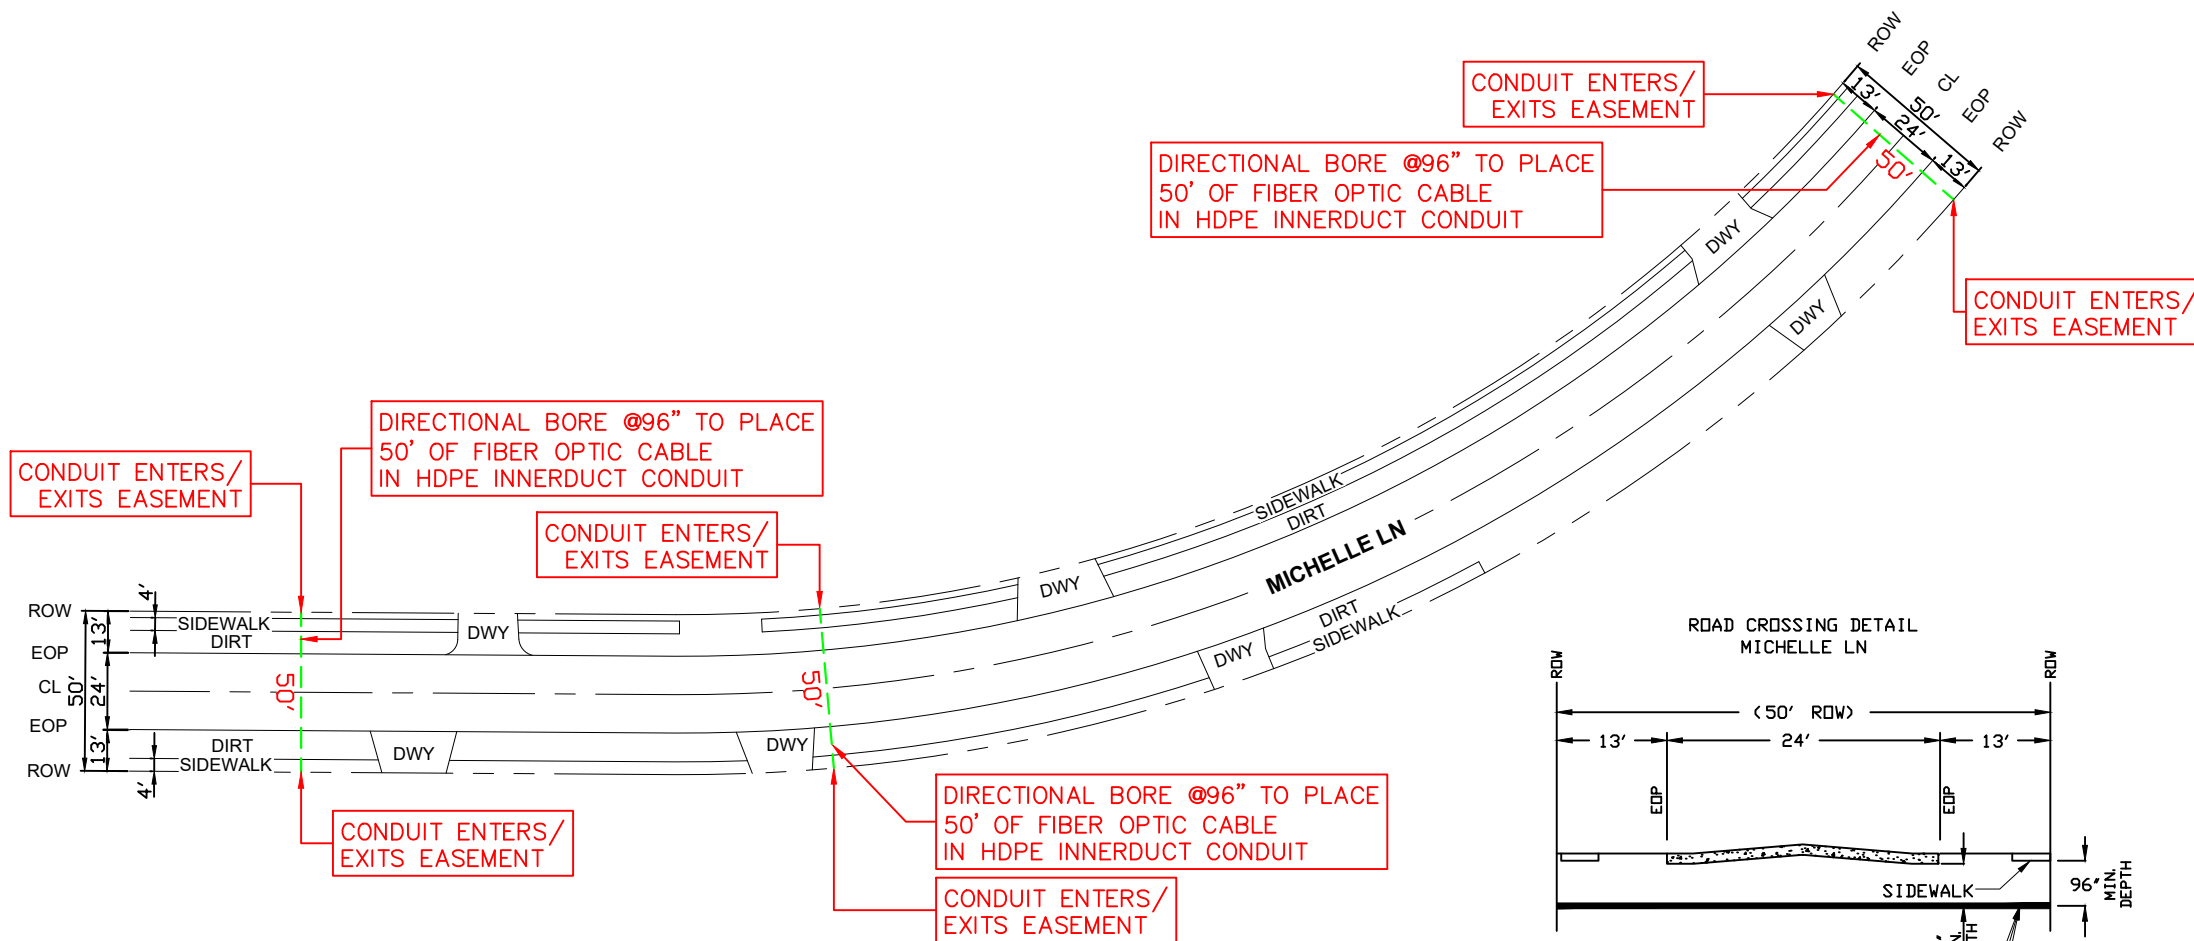 ROW
EOP
CL
EOP
ROW
13'
50'
24'
13'
50'
CONDUIT ENTERS/
EXITS EASEMENT
DIRECTIONAL BORE @96" TO PLACE
50' OF FIBER OPTIC CABLE
IN HDPE INNERDUCT CONDUIT
CONDUIT ENTERS/
EXITS EASEMENT
DWY
DWY
DIRECTIONAL BORE @96" TO PLACE
50' OF FIBER OPTIC CABLE
IN HDPE INNERDUCT CONDUIT
CONDUIT ENTERS/
EXITS EASEMENT
CONDUIT ENTERS/
EXITS EASEMENT
SIDEWALK
DIRT
MICHELLE LN
DWY
DIRT
SIDEWALK
DWY
ROW
EOP
CL
EOP
ROW
4'
13'
50'
24'
13'
4'
SIDEWALK
DIRT
DWY
50'
50'
DIRT
SIDEWALK
DWY
DWY
CONDUIT ENTERS/
EXITS EASEMENT
DIRECTIONAL BORE @96" TO PLACE
50' OF FIBER OPTIC CABLE
IN HDPE INNERDUCT CONDUIT
CONDUIT ENTERS/
EXITS EASEMENT
ROAD CROSSING DETAIL
MICHELLE LN
ROW
ROW
(50' ROW)
13'
24'
13'
EOP
EOP
SIDEWALK
96" MIN.
DEPTH